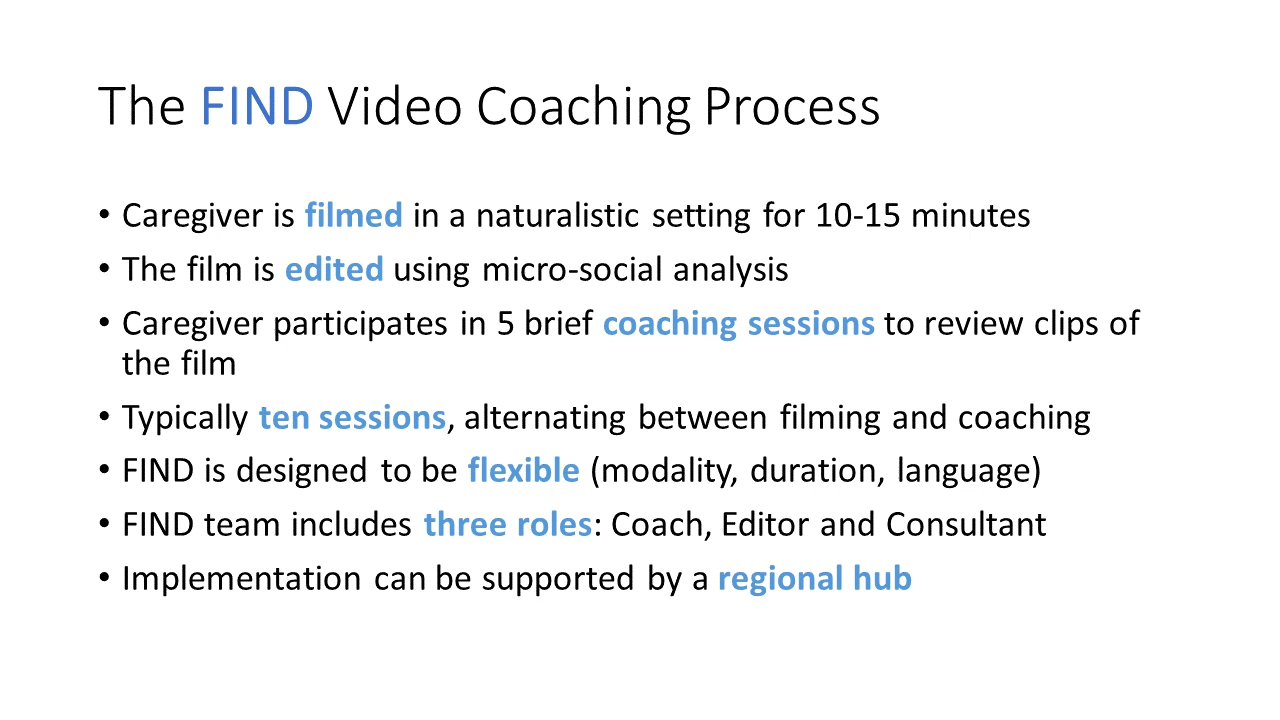 The FIND Video Coaching Process
• Caregiver is filmed in a naturalistic setting for 10-15 minutes
• The film is edited using micro-social analysis
• Caregiver participates in 5 brief coaching sessions to review clips of
the film
• Typically ten sessions, alternating between filming and coaching
• FIND is designed to be flexible (modality, duration, language)
• FIND team includes three roles: Coach, Editor and Consultant
• Implementation can be supported by a regional hub